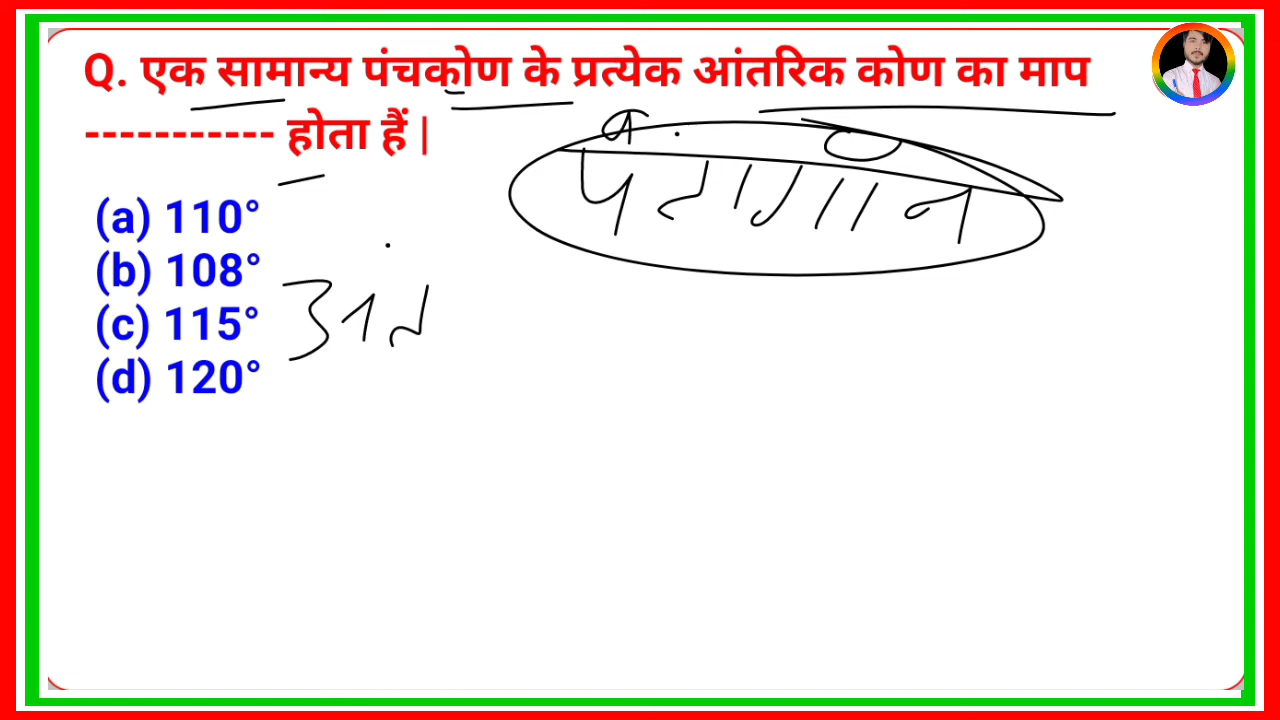 Q. एक सामान्य पंचकोण के प्रत्येक आंतरिक कोण का माप
----------- होता हैं |
(a) 110°
(b) 108°
(c) 115°
(d) 120°